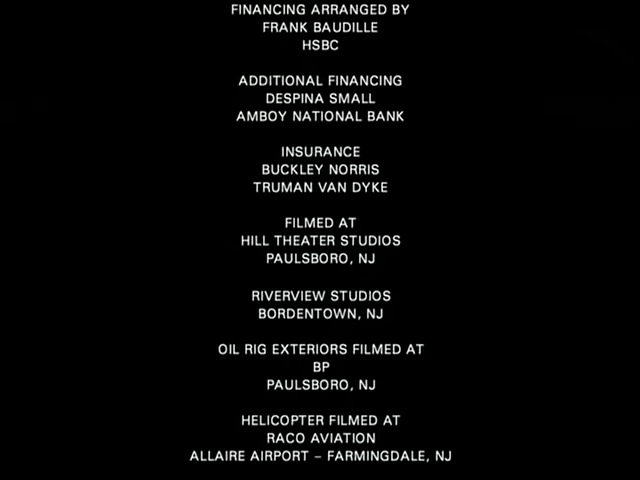 FINANCING ARRANGED BY
FRANK BAUDILLE
HSBC
ADDITIONAL FINANCING
DESPINA SMALL
AMBOY NATIONAL BANK
INSURANCE
BUCKLEY NORRIS
TRUMAN VAN DYKE
FILMED AT
HILL THEATER STUDIOS
PAULSBORO, NJ
RIVERVIEW STUDIOS
BORDENTOWN, NJ
OIL RIG EXTERIORS FILMED AT
BP
PAULSBORO, NJ
HELICOPTER FILMED AT
RACO AVIATION
ALLAIRE AIRPORT – FARMINGDALE, NJ